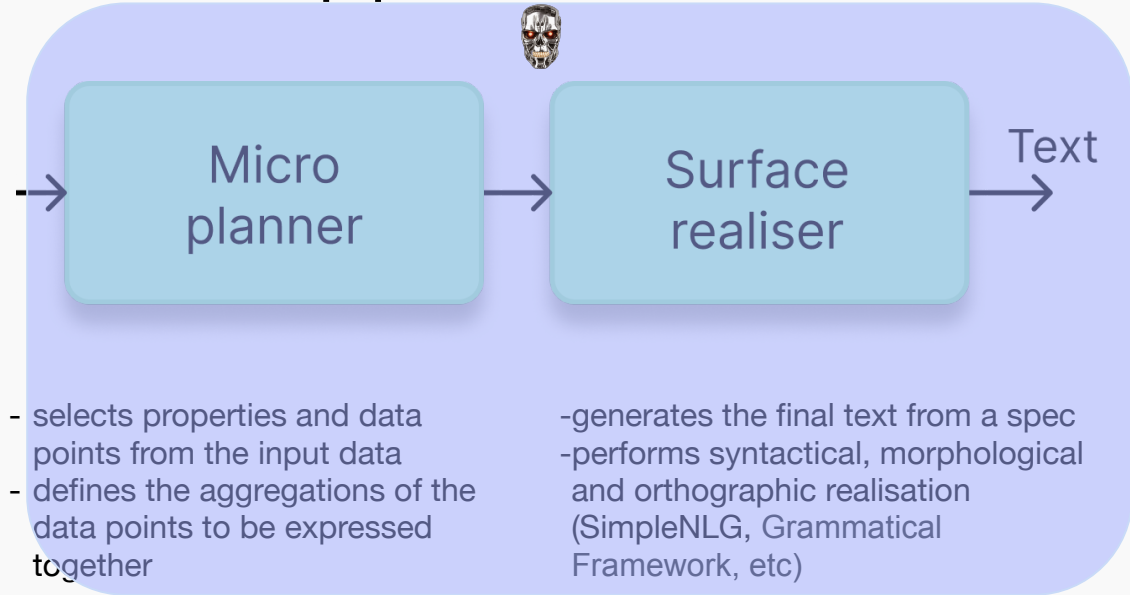 Micro
planner
Surface
realiser
Text
- selects properties and data
points from the input data
- defines the aggregations of the
data points to be expressed
together
-generates the final text from a spec
-performs syntactical, morphological
and orthographic realisation
(SimpleNLG, Grammatical
Framework, etc)